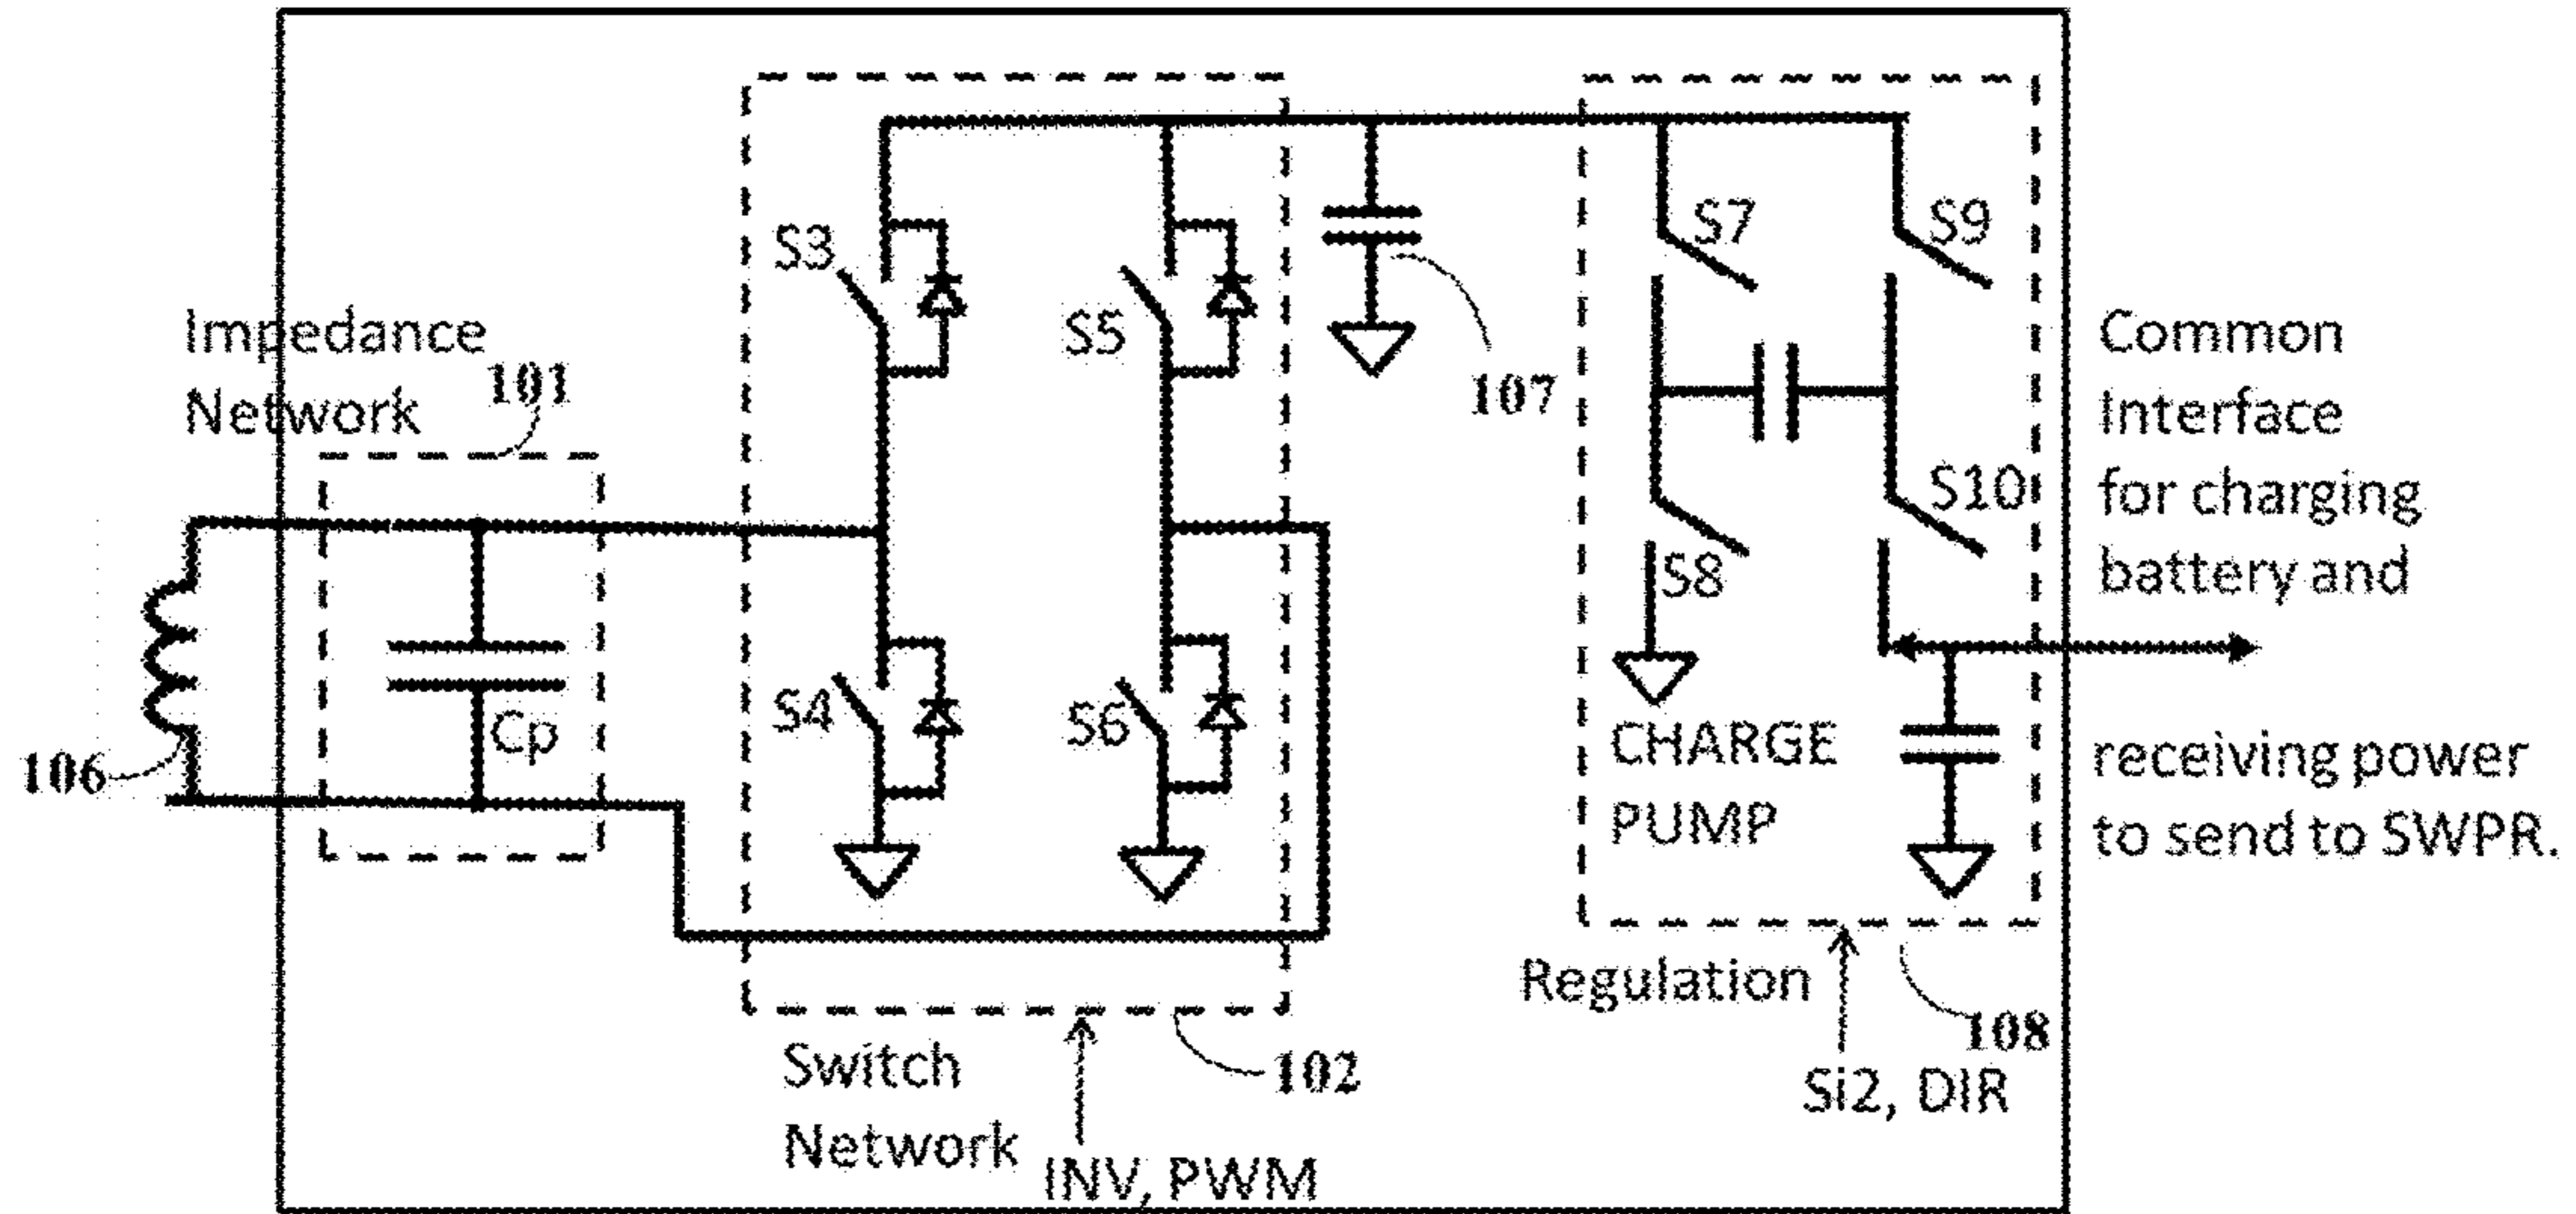 Impedance
Network
101
106
Cp
S3
S5
S4
S6
107
S7
S9
S8
S10
CHARGE
PUMP
Common
Interface
for charging
battery and
receiving power
to send to SWPR.
Switch
Network
102
INV, PWM
Regulation
108
Si2, DIR